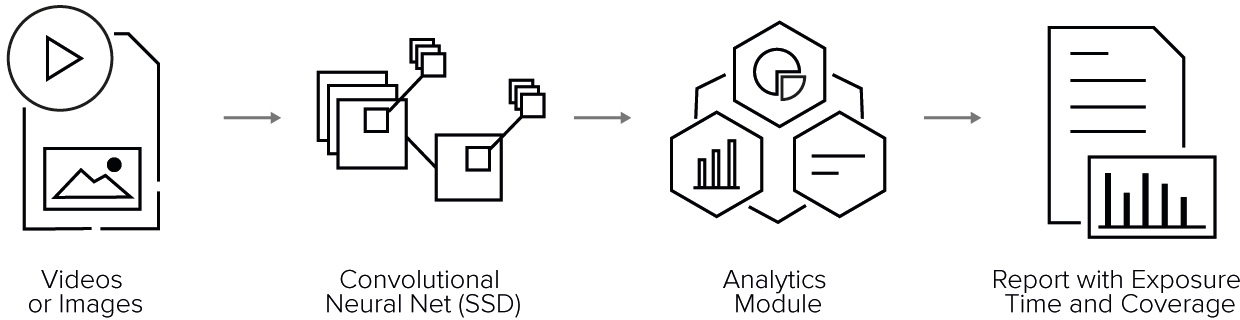 Videos
or Images
Convolutional
Neural Net (SSD)
Analytics
Module
Report with Exposure
Time and Coverage